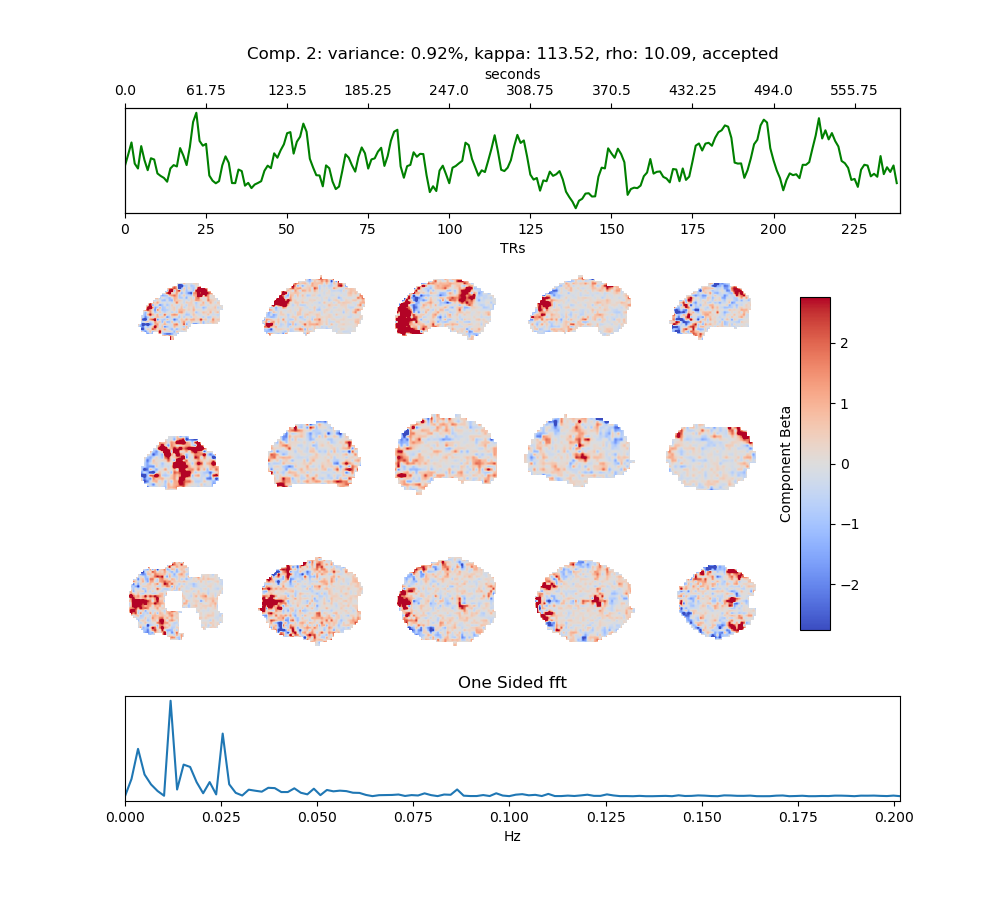 Comp. 2: variance: 0.92%, kappa: 113.52, rho: 10.09, accepted
seconds
0.0 61.75 123.5 185.25 247.0 308.75 370.5 432.25 494.0 555.75
0 25 50 75 100 125 150 175 200 225
TRs
2
1
0
−1
−2
Component Beta
One Sided fft
0.000 0.025 0.050 0.075 0.100 0.125 0.150 0.175 0.200
Hz